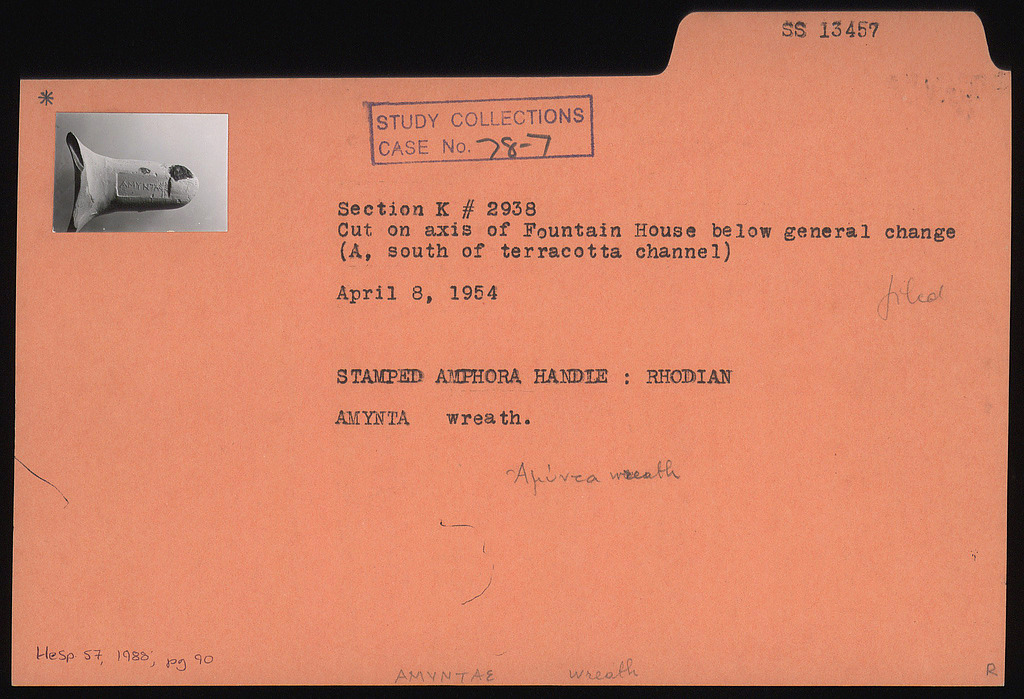 SS 13457
*
STUDY COLLECTIONS
CASE No. 78-7
AMYNTA
Section K # 2938
Cut on axis of Fountain House below general change
(A, south of terracotta channel)
April 8, 1954
filed
STAMPED AMPHORA HANDLE : RHODIAN
AMYNTA wreath.
Ἀμύντα wreath
Hesp 57, 1988, pg 90
AMYNTAE wreath
R